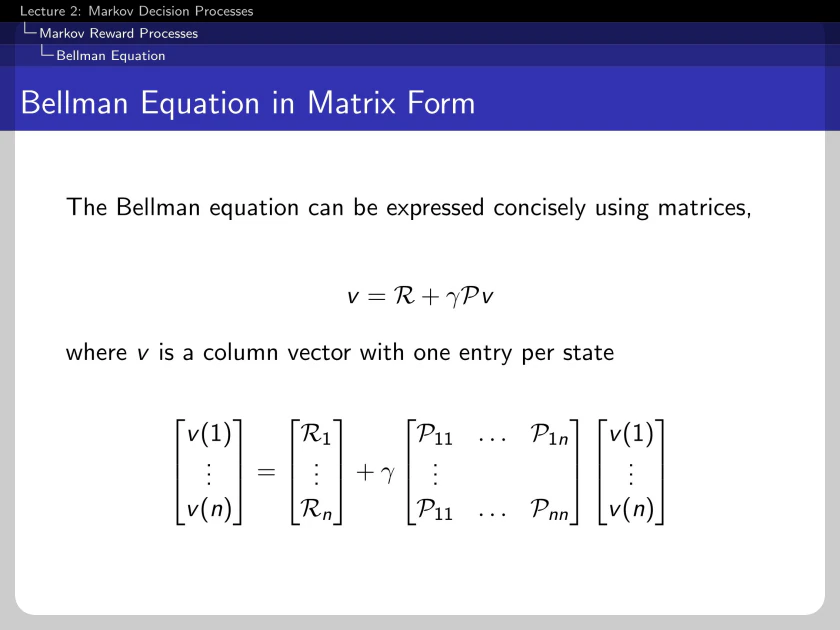 Lecture 2: Markov Decision Processes
Markov Reward Processes
Bellman Equation
Bellman Equation in Matrix Form
The Bellman equation can be expressed concisely using matrices,
v = ℛ + γ𝒫v
where v is a column vector with one entry per state
[v(1) ⋮ v(n)] = [ℛ₁ ⋮ ℛₙ] + γ [𝒫₁₁ … 𝒫₁ₙ ⋮ 𝒫₁₁ … 𝒫ₙₙ] [v(1) ⋮ v(n)]